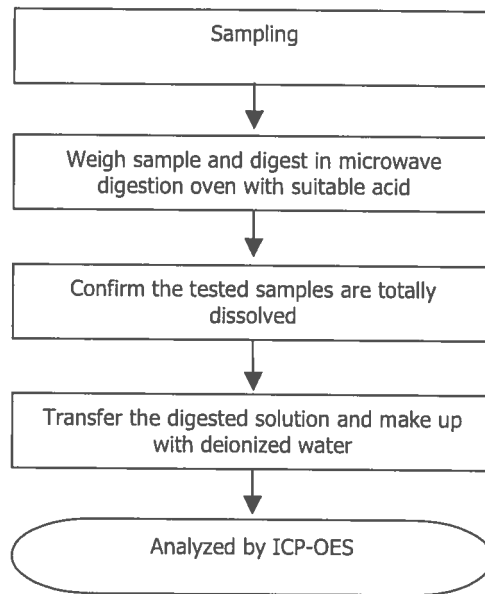 Sampling
Weigh sample and digest in microwave
digestion oven with suitable acid
Confirm the tested samples are totally
dissolved
Transfer the digested solution and make up
with deionized water
Analyzed by ICP-OES